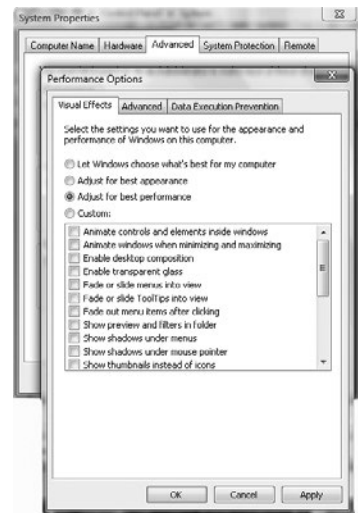 System Properties
Computer Name Hardware Advanced System Protection Remote
Performance Options
Visual Effects Advanced Data Execution Prevention
Select the settings you want to use for the appearance and
performance of Windows on this computer.
Let Windows choose what's best for my computer
Adjust for best appearance
Adjust for best performance
Custom:
Animate controls and elements inside windows
Animate windows when minimizing and maximizing
Enable desktop composition
Enable transparent glass
Fade or slide menus into view
Fade or slide ToolTips into view
Fade out menu items after clicking
Show preview and filters in folder
Show shadows under menus
Show shadows under mouse pointer
Show thumbnails instead of icons
OK Cancel Apply